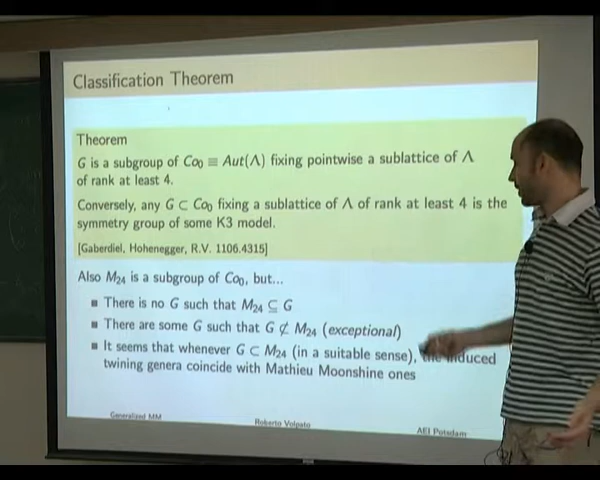 Classification Theorem
Theorem
G is a subgroup of Co₀ ≡ Aut(Λ) fixing pointwise a sublattice of Λ
of rank at least 4.
Conversely, any G ⊂ Co₀ fixing a sublattice of Λ of rank at least 4 is the
symmetry group of some K3 model.
[Gaberdiel, Hohenegger, R.V. 1106.4315]
Also M₂₄ is a subgroup of Co₀, but...
■ There is no G such that M₂₄ ⊆ G
■ There are some G such that G ⊄ M₂₄ (exceptional)
■ It seems that whenever G ⊂ M₂₄ (in a suitable sense), the induced
twining genera coincide with Mathieu Moonshine ones
Generalized MM
Roberto Volpato
AEI Potsdam